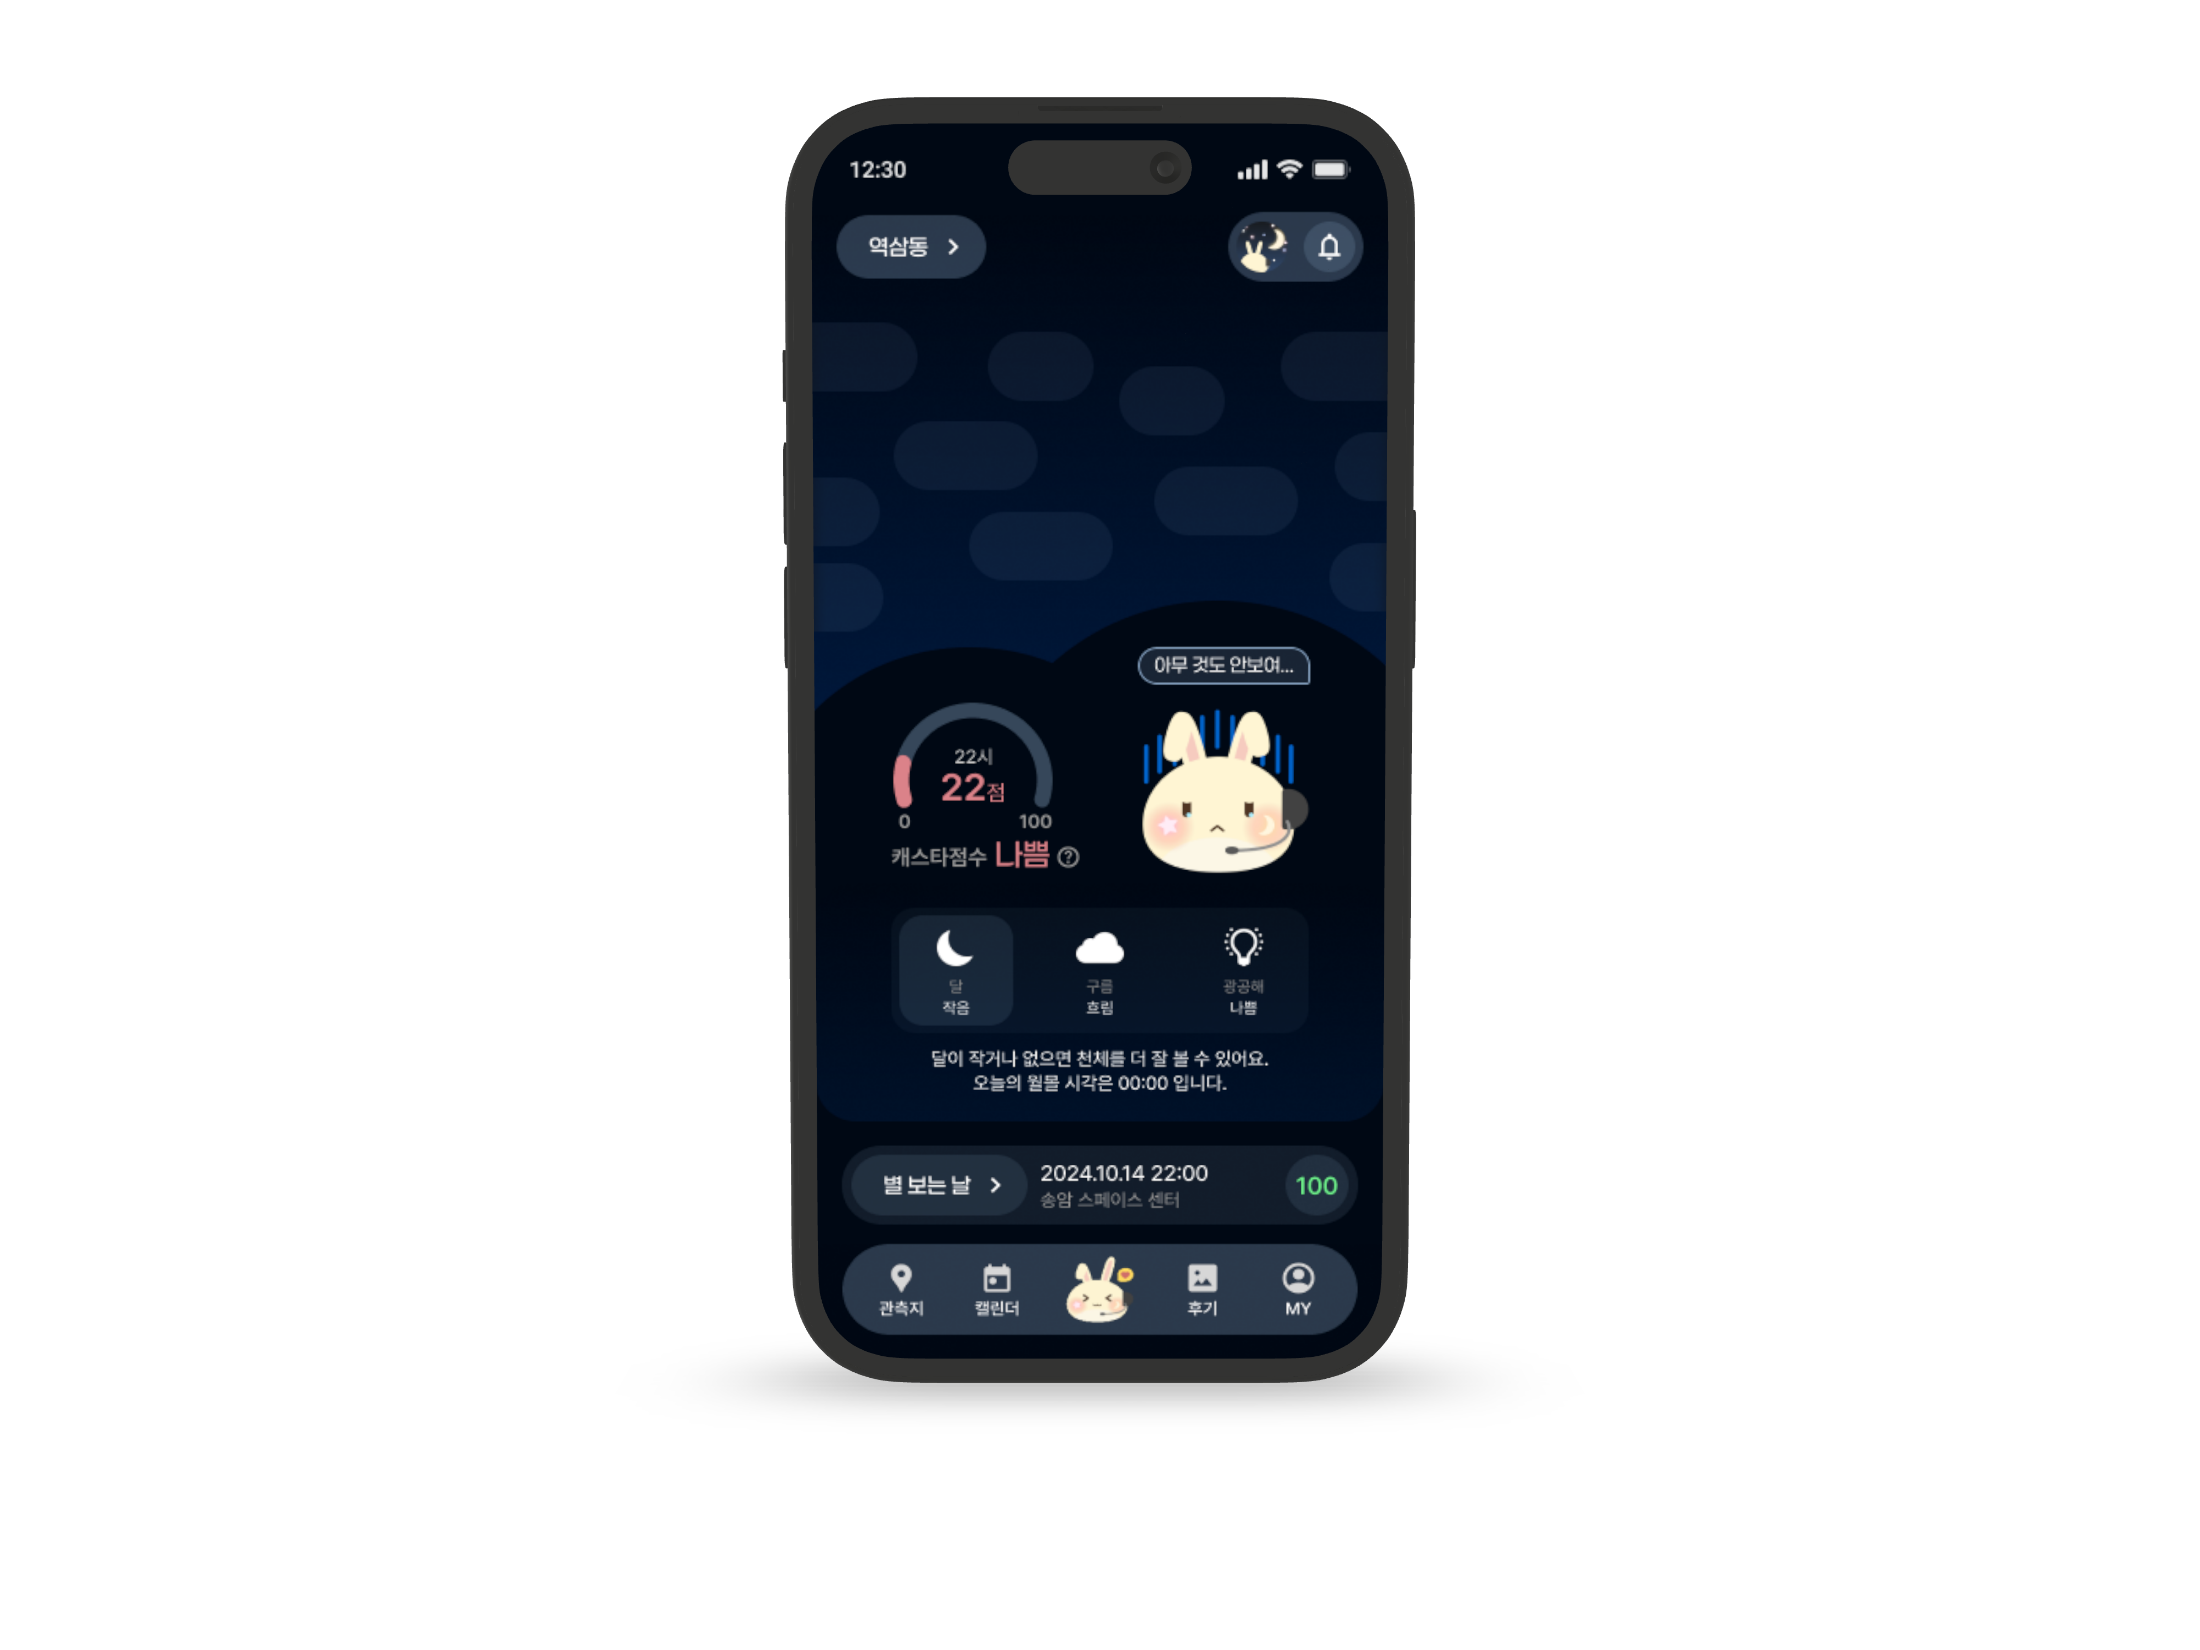 12:30
역삼동
아무 것도 안보여...
22시
22점
0 100
캐스타점수 나쁨 ?
달 구름 광공해
작음 흐림 나쁨
달이 작거나 없으면 천체를 더 잘 볼 수 있어요.
오늘의 월몰 시각은 00:00 입니다.
별 보는 날
2024.10.14 22:00
송암 스페이스 센터
100
관측지 캘린더 후기 MY